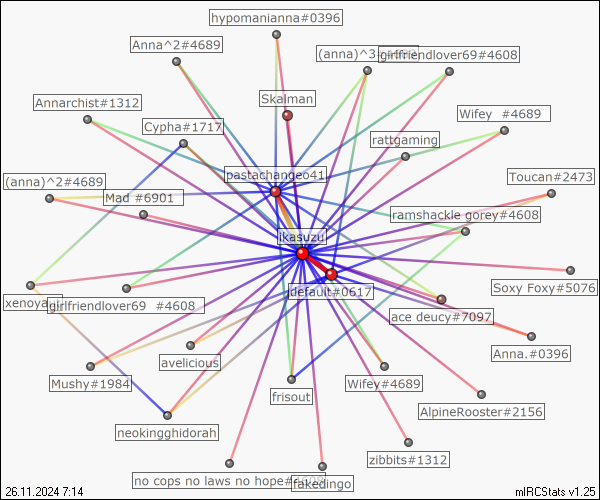 hypomanianna#0396
Anna^2#4689
(anna)^3
girlfriendlover69#4608
Annarchist#1312
Skalman
Cypha#1717
Wifey #4689
rattgaming
pastachangeo41
Toucan#2473
(anna)^2#4689
Mad #6901
ramshackle gorey#4608
ikasuzu
default#0617
Soxy Foxy#5076
xenoya
girlfriendlover69 #4608
ace deucy#7097
Anna.#0396
avelicious
Mushy#1984
Wifey#4689
frisout
AlpineRooster#2156
neokingghidorah
zibbits#1312
no cops no laws no hope#4689
fakedingo
26.11.2024 7:14
mIRCStats v1.25